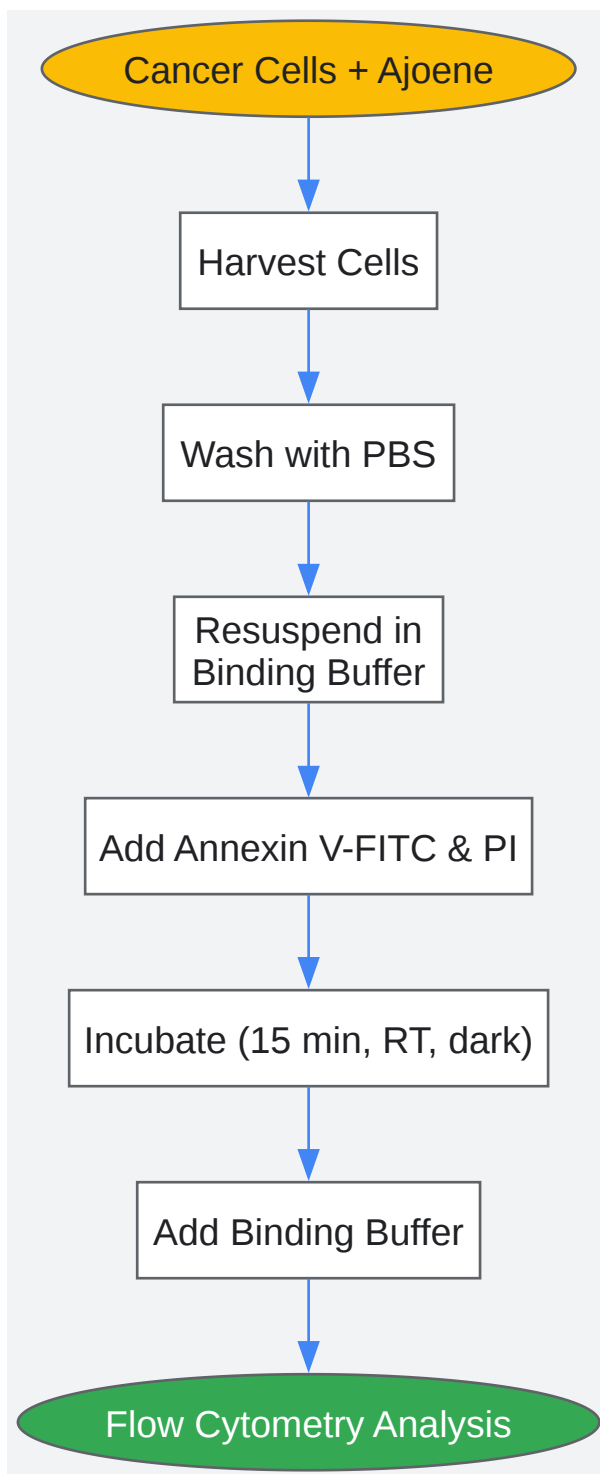 Cancer Cells + Ajoene
Harvest Cells
Wash with PBS
Resuspend in
Binding Buffer
Add Annexin V-FITC & PI
Incubate (15 min, RT, dark)
Add Binding Buffer
Flow Cytometry Analysis